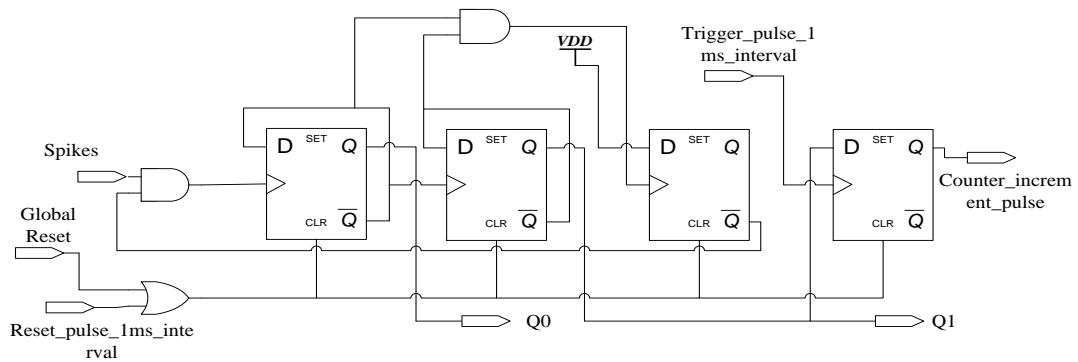 VDD
Trigger_pulse_1
ms_interval
Spikes
D
SET
Q
CLR
Q
D
SET
Q
CLR
Q
D
SET
Q
CLR
Q
D
SET
Q
CLR
Q
Counter_increm
ent_pulse
Global
Reset
Reset_pulse_1ms_inte
rval
Q0
Q1